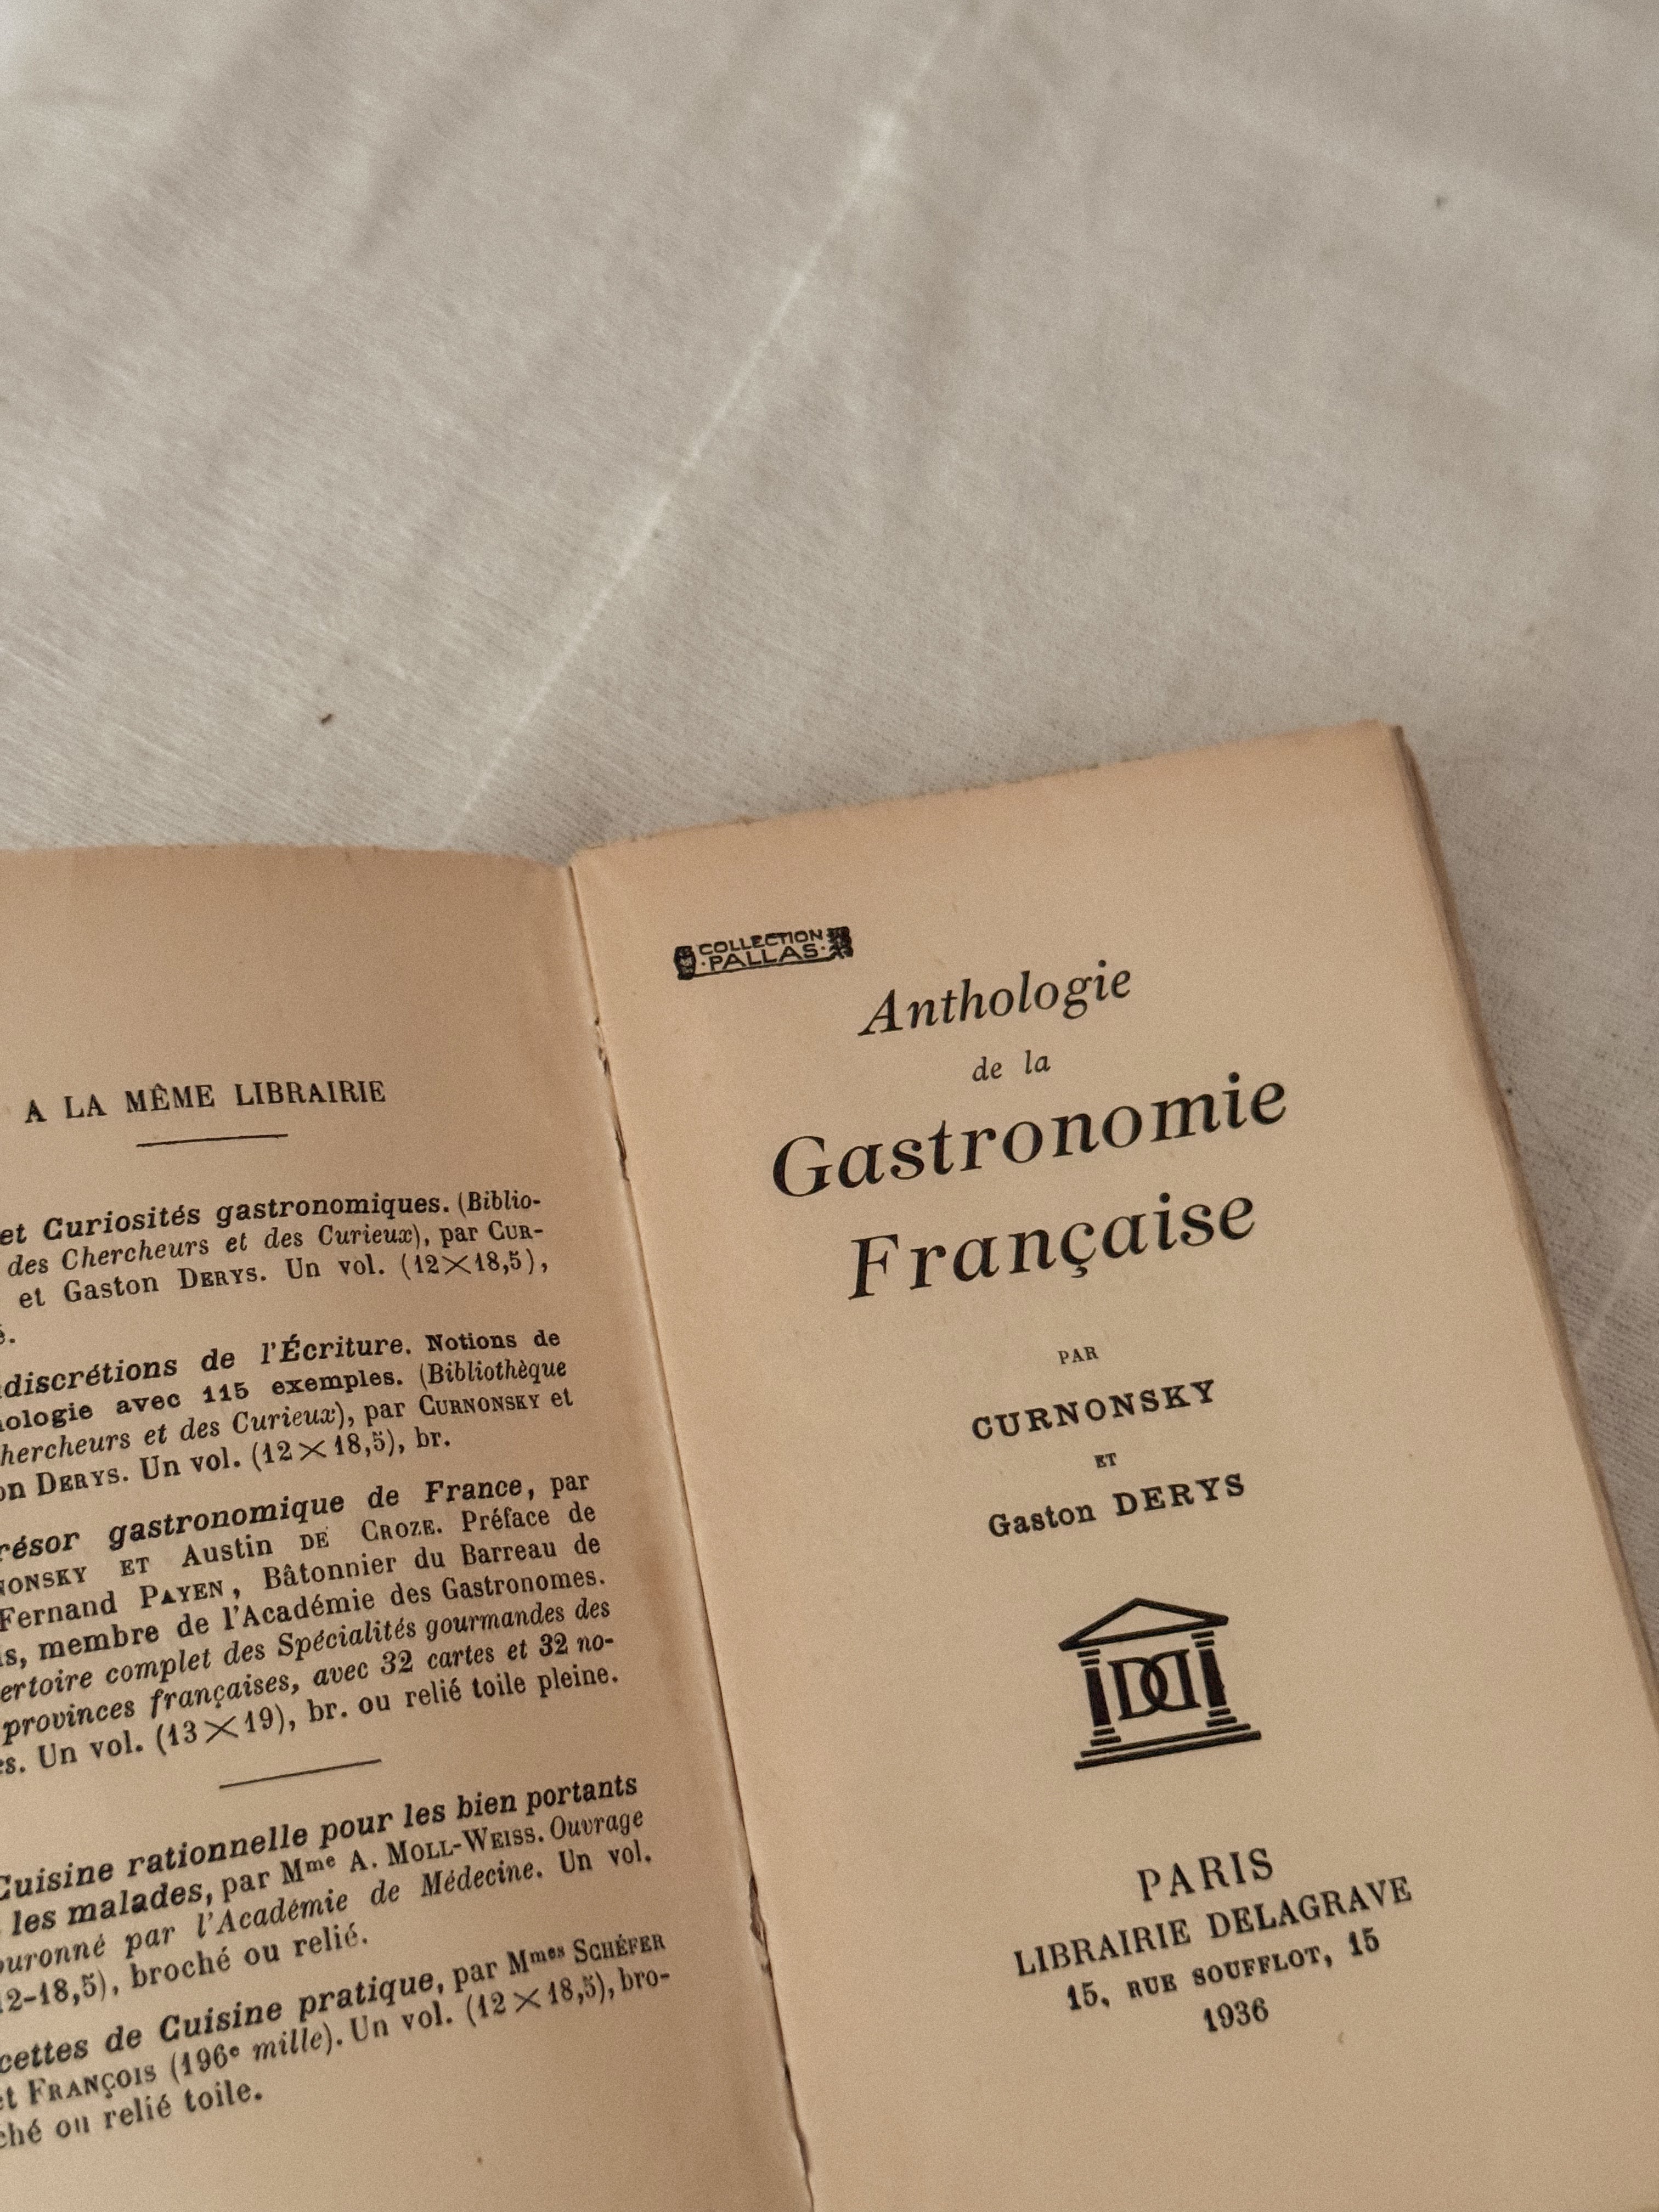 A LA MÊME LIBRAIRIE
et Curiosités gastronomiques. (Biblio-
des Chercheurs et des Curieux), par CUR-
et Gaston DERYS. Un vol. (12×18,5),
discrétions de l'Écriture. Notions de
ologie avec 115 exemples. (Bibliothèque
hercheurs et des Curieux), par CURNONSKY et
on DERYS. Un vol. (12×18,5), br.
résor gastronomique de France, par
NONSKY ET Austin DE CROZE. Préface de
Fernand PAYEN, Bâtonnier du Barreau de
is, membre de l'Académie des Gastronomes.
ertoire complet des Spécialités gourmandes des
provinces françaises, avec 32 cartes et 32 no-
es. Un vol. (13×19), br. ou relié toile pleine.
Cuisine rationnelle pour les bien portants
les malades, par Mme A. MOLL-WEISS. Ouvrage
ouronné par l'Académie de Médecine. Un vol.
12-18,5), broché ou relié.
cettes de Cuisine pratique, par Mmes SCHÉFER
et FRANÇOIS (196e mille). Un vol. (12×18,5), bro-
ché ou relié toile.
COLLECTION
·PALLAS·
Anthologie
de la
Gastronomie
Française
PAR
CURNONSKY
ET
Gaston DERYS
PARIS
LIBRAIRIE DELAGRAVE
15, RUE SOUFFLOT, 15
1936